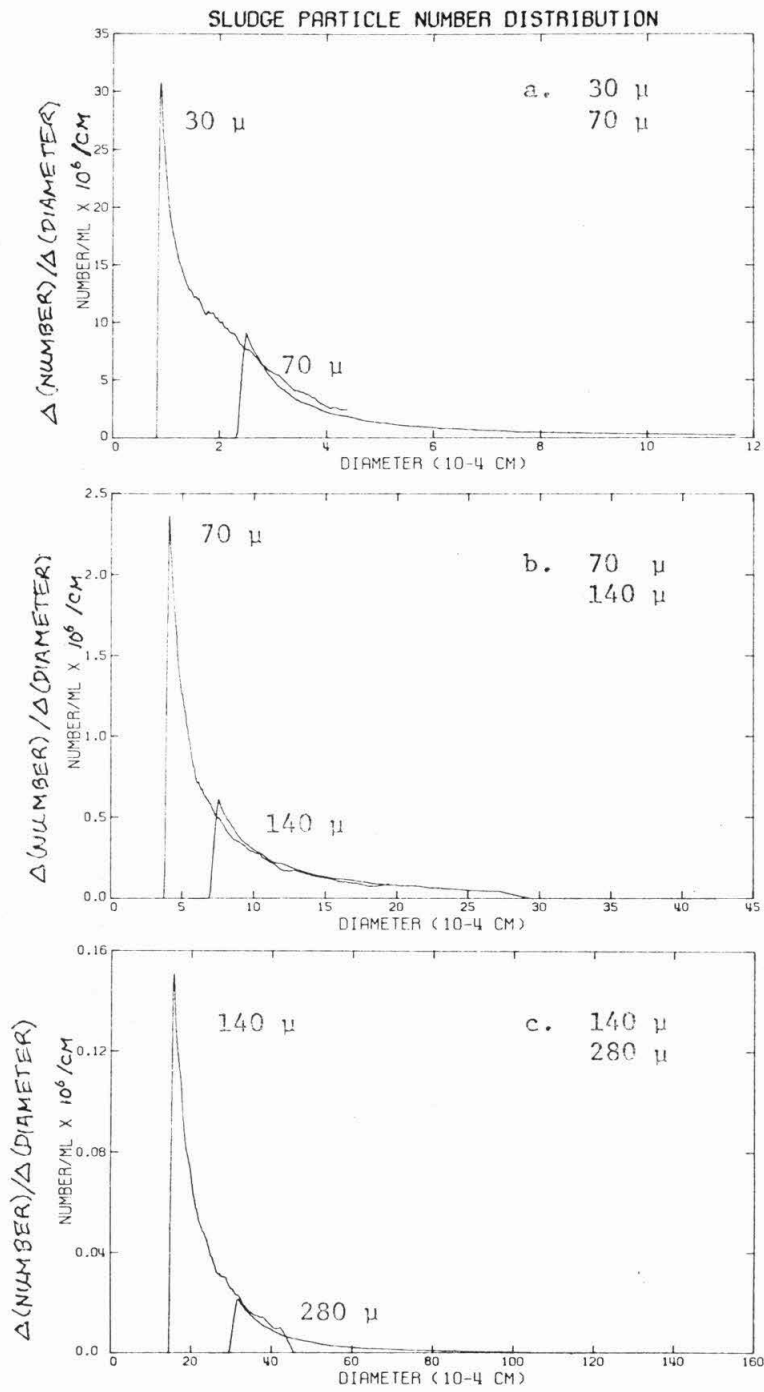 SLUDGE PARTICLE NUMBER DISTRIBUTION
Δ(NUMBER)/Δ(DIAMETER)
NUMBER/ML X 10⁶/CM
35
30
25
20
15
10
5
0
30 μ
70 μ
a. 30 μ
70 μ
0 2 4 6 8 10 12
DIAMETER (10-4 CM)
Δ(NUMBER)/Δ(DIAMETER)
NUMBER/ML X 10⁶/CM
2.5
2.0
1.5
1.0
0.5
0.0
70 μ
140 μ
b. 70 μ
140 μ
0 5 10 15 20 25 30 35 40 45
DIAMETER (10-4 CM)
Δ(NUMBER)/Δ(DIAMETER)
NUMBER/ML X 10⁶/CM
0.16
0.12
0.08
0.04
0.0
140 μ
280 μ
c. 140 μ
280 μ
0 20 40 60 80 100 120 140 160
DIAMETER (10-4 CM)